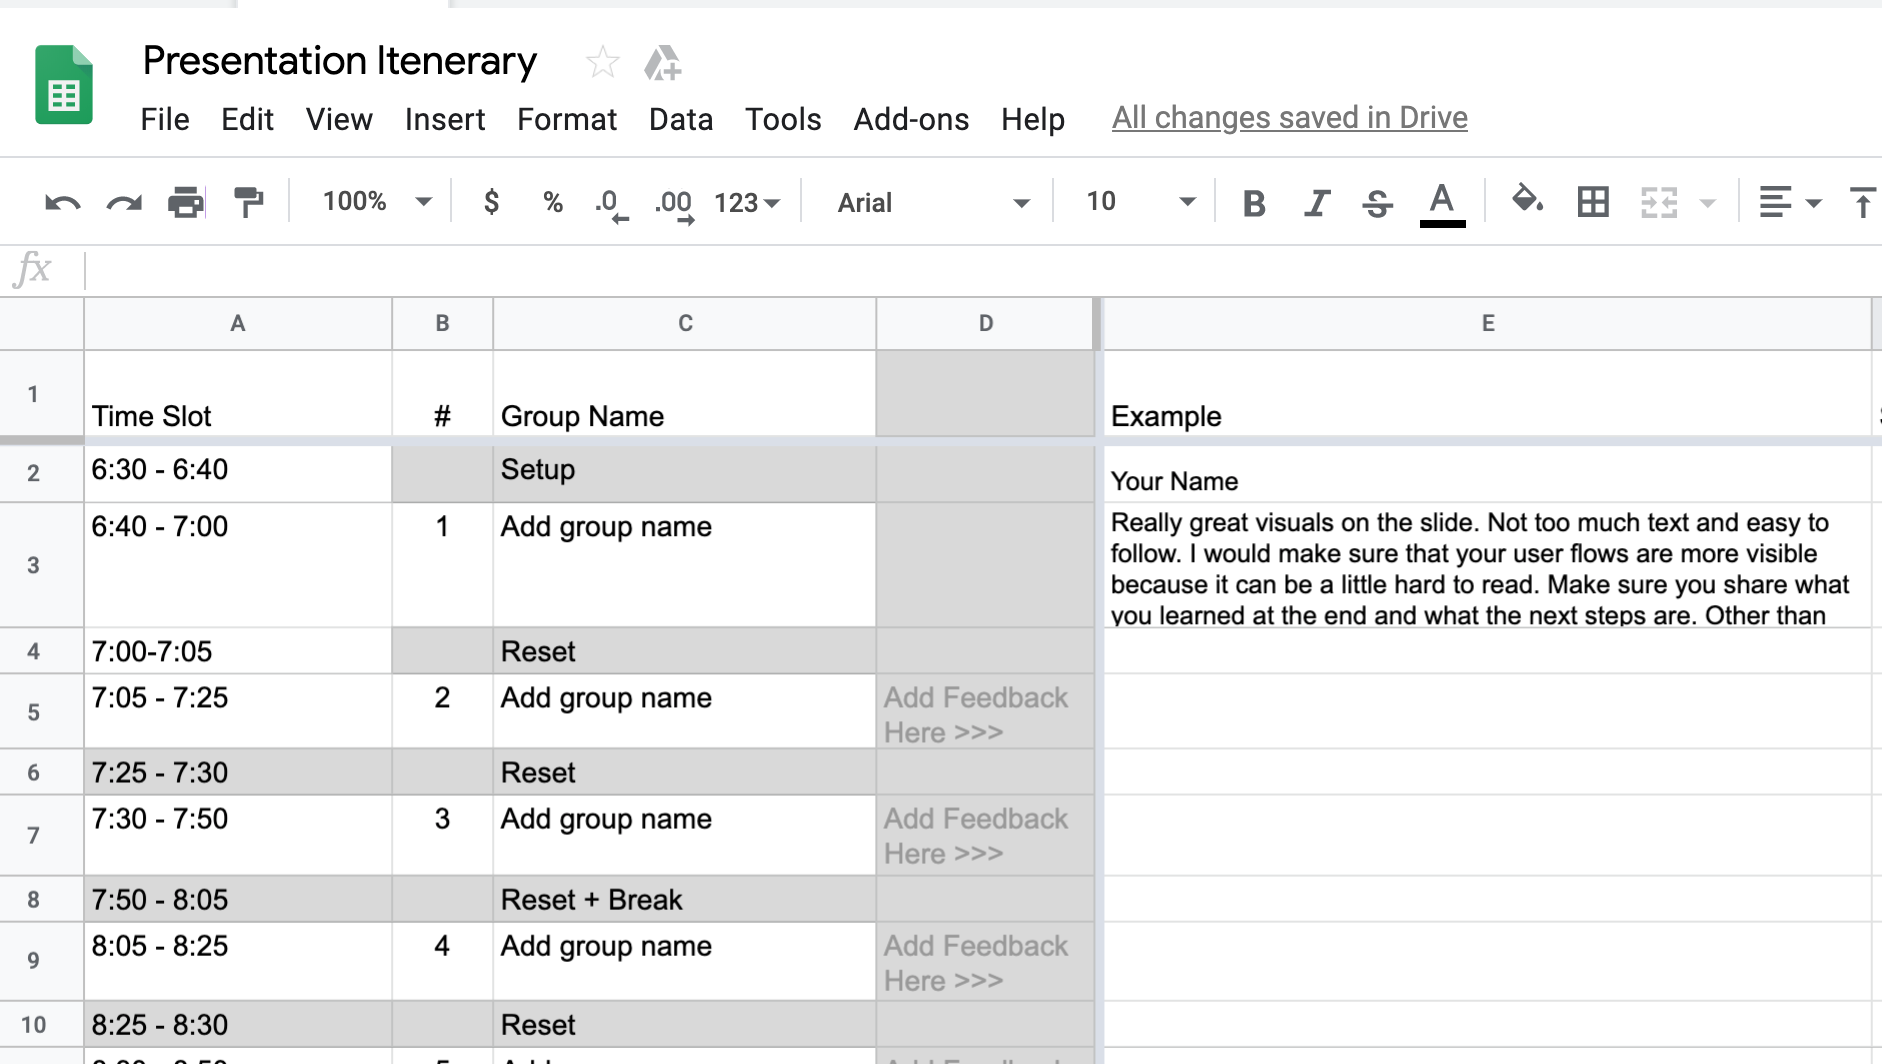 Presentation Itenerary
File Edit View Insert Format Data Tools Add-ons Help All changes saved in Drive
100% $ % .0 .00 123 Arial 10 B I S A
fx
A B C D E
1 Time Slot # Group Name Example
2 6:30 - 6:40 Setup Your Name
3 6:40 - 7:00 1 Add group name
Really great visuals on the slide. Not too much text and easy to
follow. I would make sure that your user flows are more visible
because it can be a little hard to read. Make sure you share what
you learned at the end and what the next steps are. Other than
4 7:00-7:05 Reset
5 7:05 - 7:25 2 Add group name Add Feedback
Here >>>
6 7:25 - 7:30 Reset
7 7:30 - 7:50 3 Add group name Add Feedback
Here >>>
8 7:50 - 8:05 Reset + Break
9 8:05 - 8:25 4 Add group name Add Feedback
Here >>>
10 8:25 - 8:30 Reset